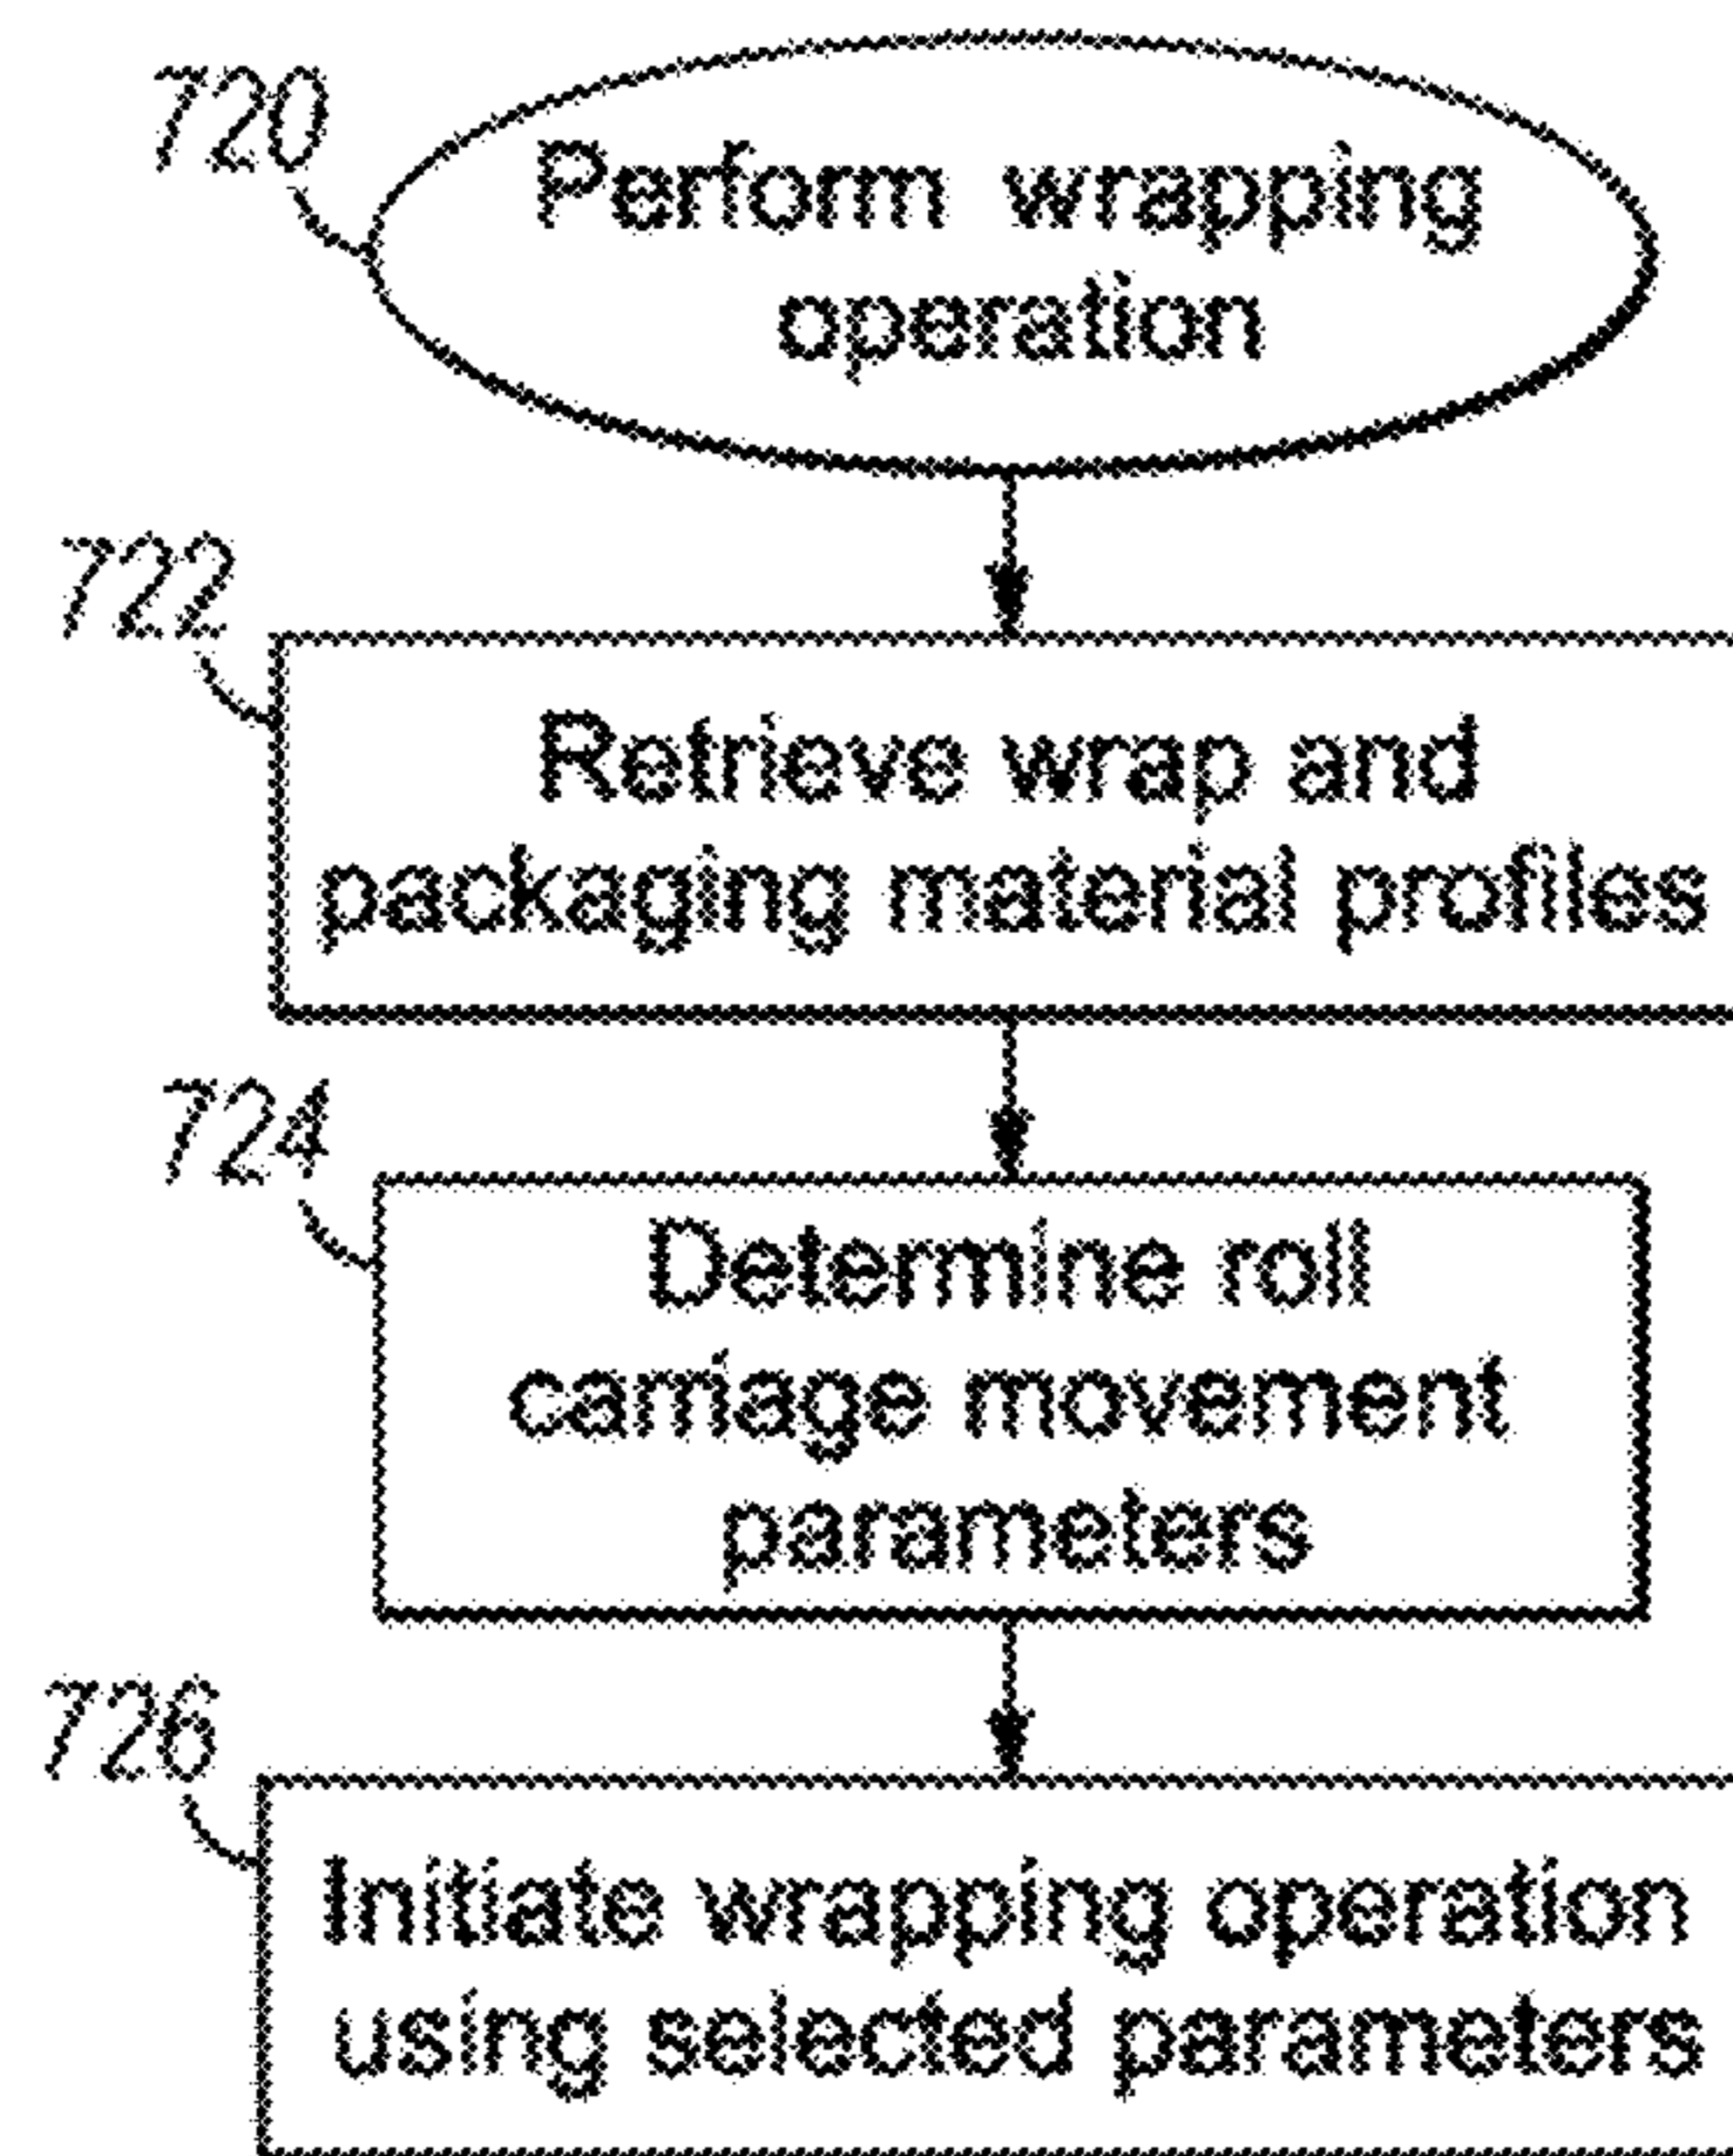 720
Perform wrapping
operation
722
Retrieve wrap and
packaging material profiles
724
Determine roll
carriage movement
parameters
726
Initiate wrapping operation
using selected parameters